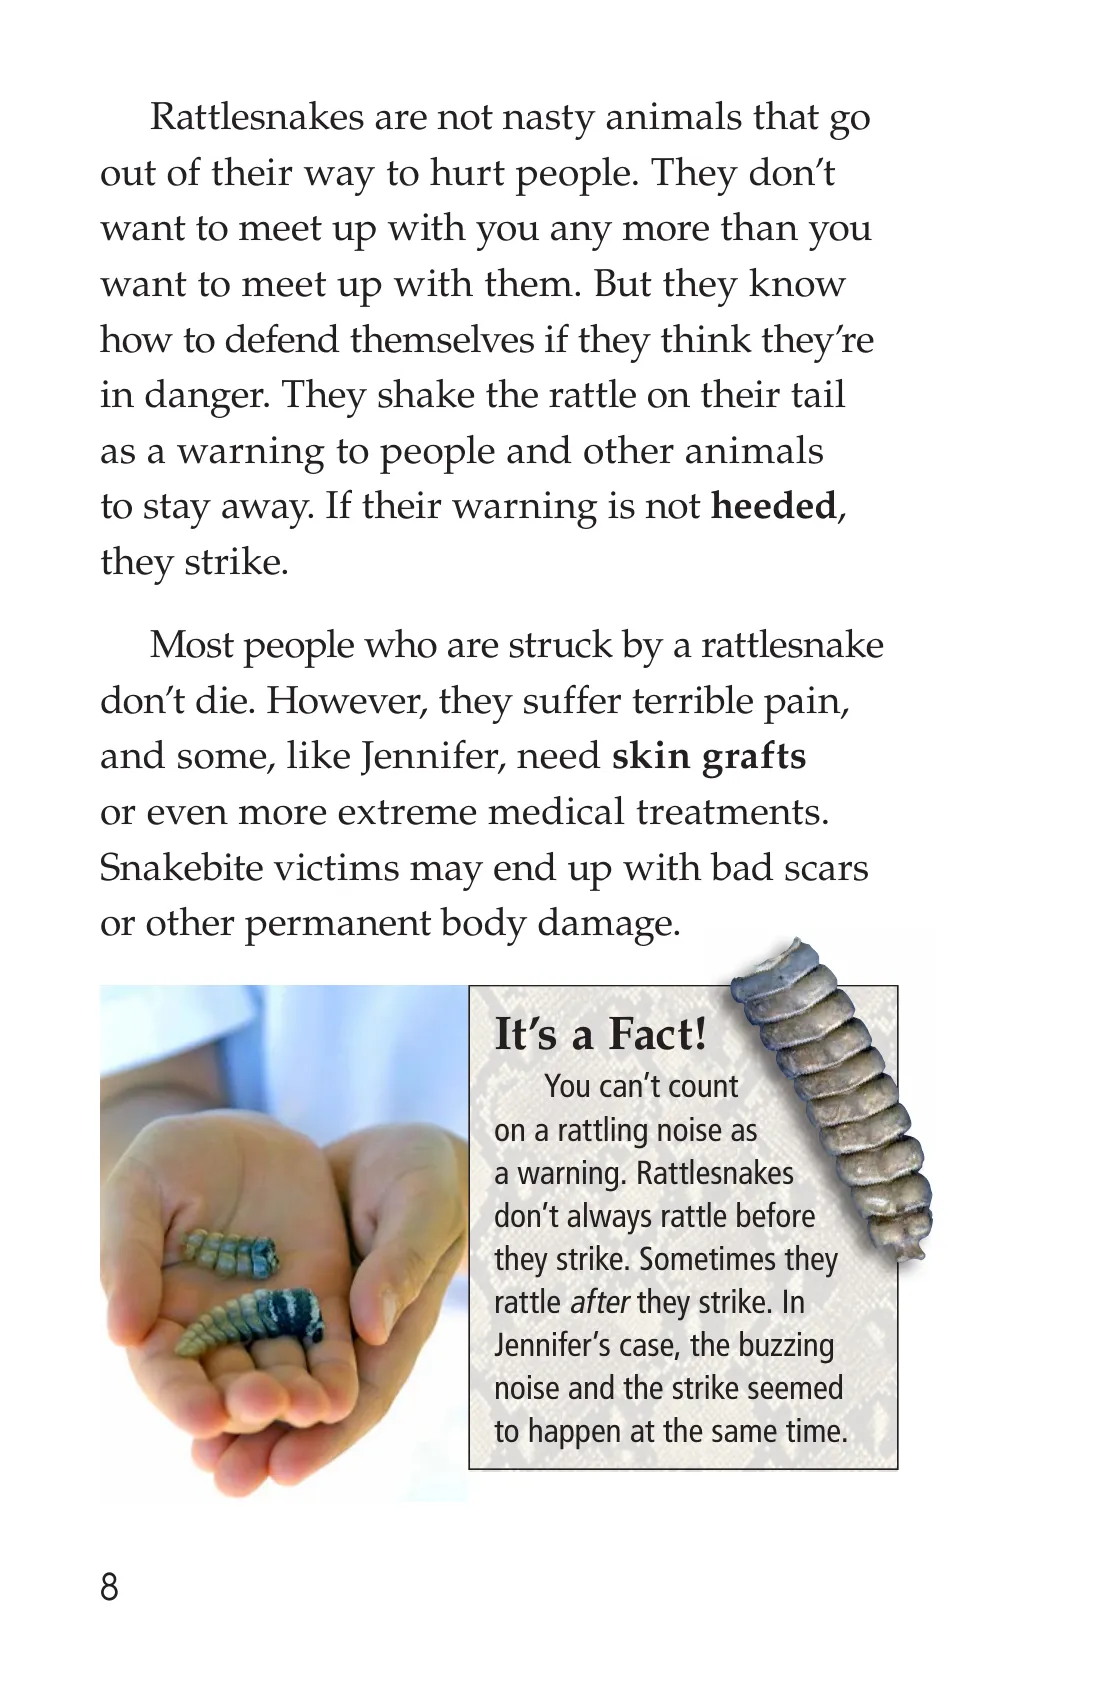 Rattlesnakes are not nasty animals that go
out of their way to hurt people. They don’t
want to meet up with you any more than you
want to meet up with them. But they know
how to defend themselves if they think they’re
in danger. They shake the rattle on their tail
as a warning to people and other animals
to stay away. If their warning is not heeded,
they strike.
Most people who are struck by a rattlesnake
don’t die. However, they suffer terrible pain,
and some, like Jennifer, need skin grafts
or even more extreme medical treatments.
Snakebite victims may end up with bad scars
or other permanent body damage.
It’s a Fact!
You can’t count
on a rattling noise as
a warning. Rattlesnakes
don’t always rattle before
they strike. Sometimes they
rattle after they strike. In
Jennifer’s case, the buzzing
noise and the strike seemed
to happen at the same time.
8